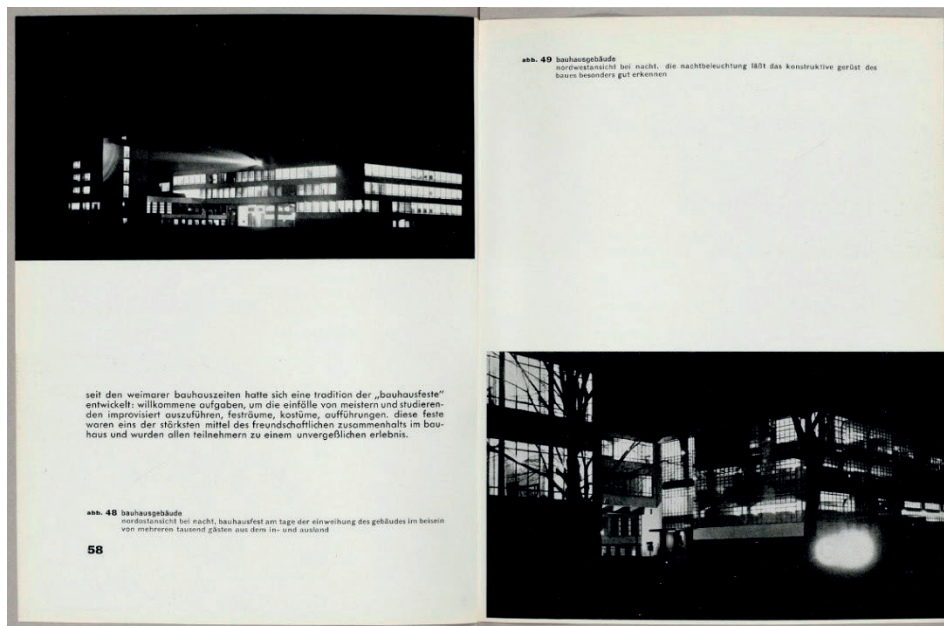 seit den weimarer bauhauszeiten hatte sich eine tradition der „bauhausfeste“
entwickelt: willkommene aufgaben, um die einfälle von meistern und studieren-
den improvisiert auszuführen, festräume, kostüme, aufführungen. diese feste
waren eins der stärksten mittel des freundschaftlichen zusammenhalts im bau-
haus und wurden allen teilnehmern zu einem unvergeßlichen erlebnis.
abb. 48 bauhausgebäude
nordostansicht bei nacht, bauhausfest am tage der einweihung des gebäudes im beisein
von mehreren tausend gästen aus dem in- und ausland
58
abb. 49 bauhausgebäude
nordwestansicht bei nacht. die nachtbeleuchtung läßt das konstruktive gerüst des
baues besonders gut erkennen